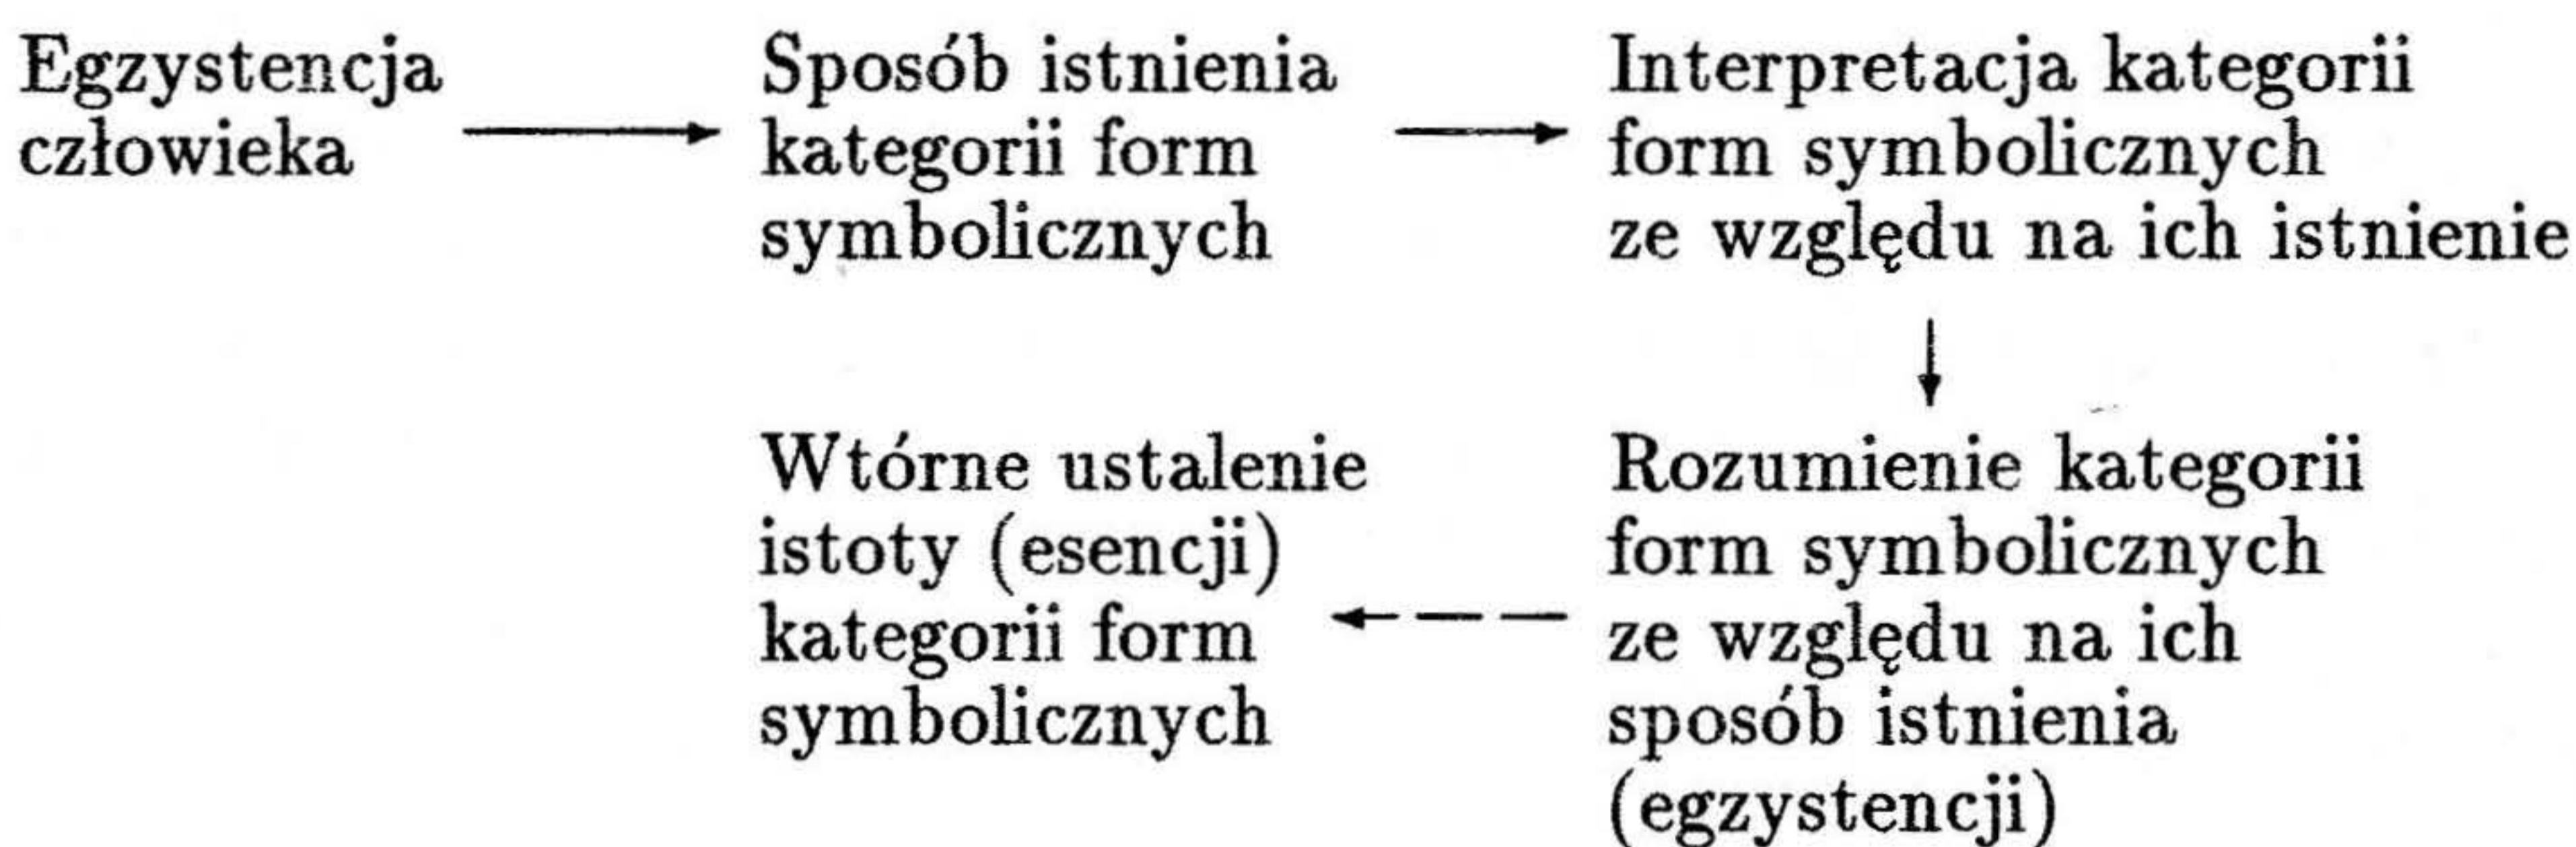 Egzystencja
człowieka
Sposób istnienia
kategorii form
symbolicznych
Interpretacja kategorii
form symbolicznych
ze względu na ich istnienie
Rozumienie kategorii
form symbolicznych
ze względu na ich
sposób istnienia
(egzystencji)
Wtórne ustalenie
istoty (esencji)
kategorii form
symbolicznych